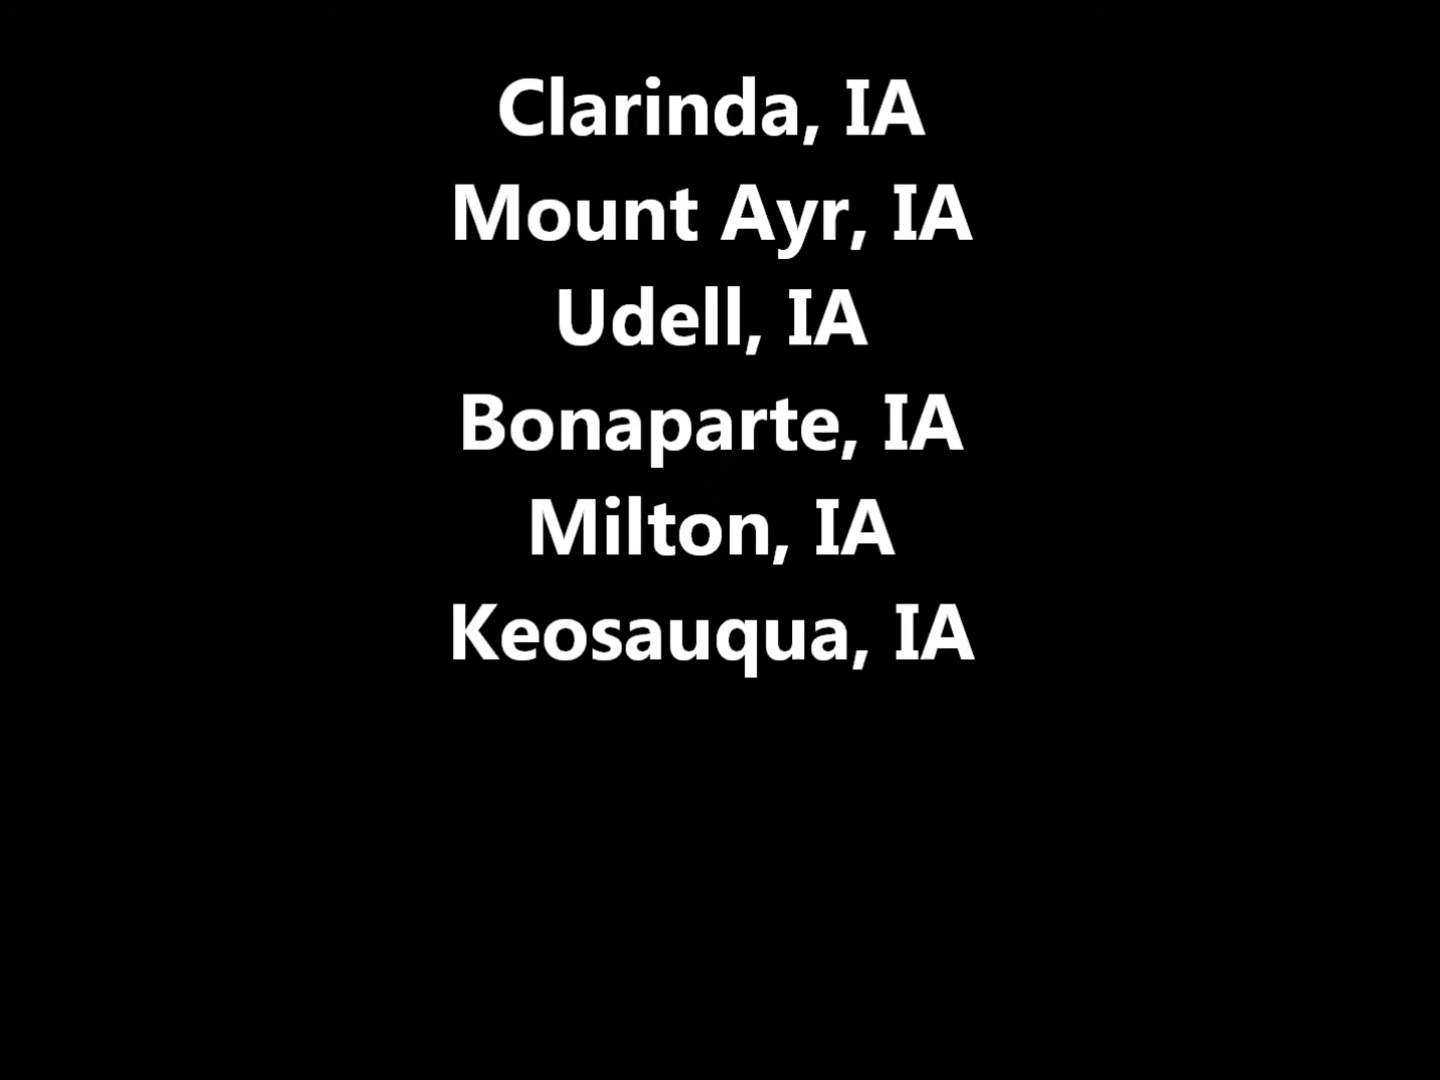 Clarinda, IA
Mount Ayr, IA
Udell, IA
Bonaparte, IA
Milton, IA
Keosauqua, IA